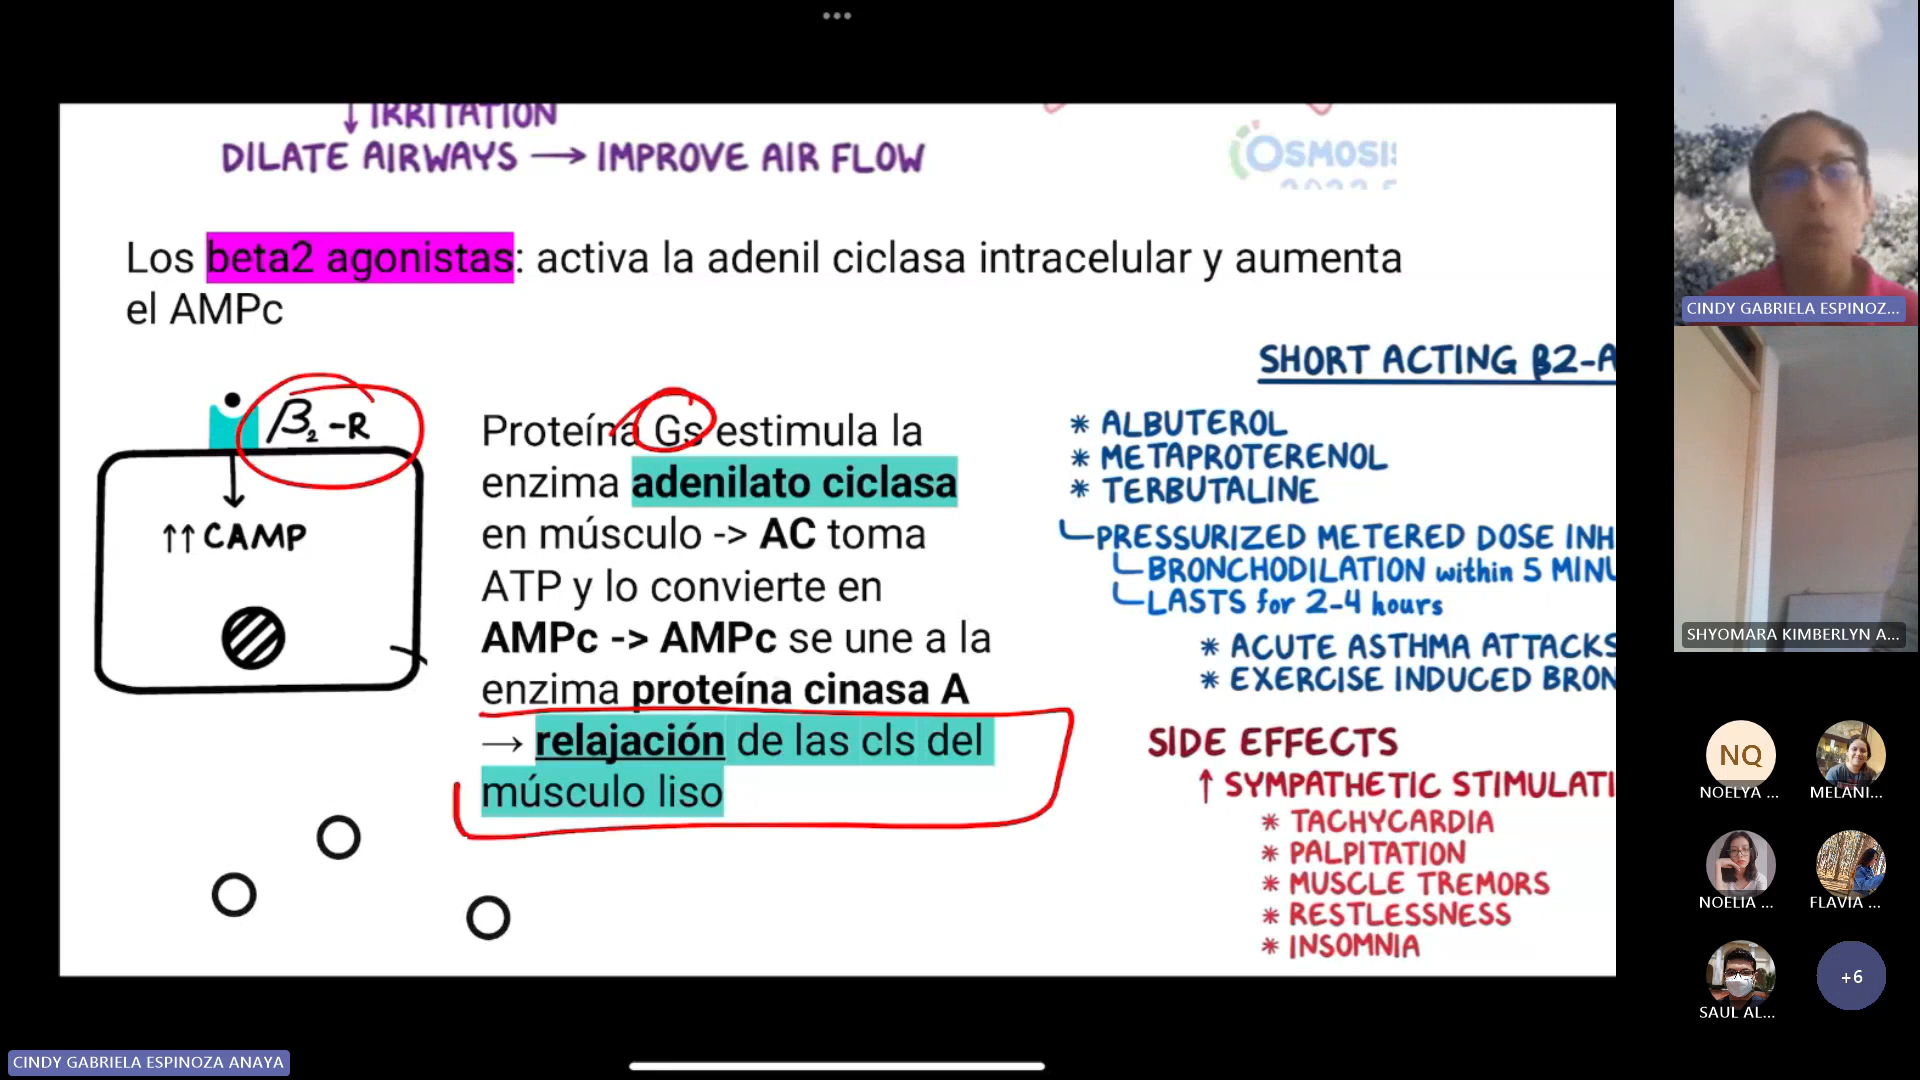 ↓ IRRITATION
DILATE AIRWAYS → IMPROVE AIR FLOW
OSMOSIS
Los beta2 agonistas: activa la adenil ciclasa intracelular y aumenta
el AMPc
β2-R
↑↑ CAMP
Proteína Gs estimula la
enzima adenilato ciclasa
en músculo -> AC toma
ATP y lo convierte en
AMPc -> AMPc se une a la
enzima proteína cinasa A
→ relajación de las cls del
músculo liso
SHORT ACTING β2-A
* ALBUTEROL
* METAPROTERENOL
* TERBUTALINE
PRESSURIZED METERED DOSE INH
BRONCHODILATION within 5 MINU
LASTS for 2-4 hours
* ACUTE ASTHMA ATTACKS
* EXERCISE INDUCED BRON
SIDE EFFECTS
↑ SYMPATHETIC STIMULATI
* TACHYCARDIA
* PALPITATION
* MUSCLE TREMORS
* RESTLESSNESS
* INSOMNIA
CINDY GABRIELA ESPINOZ...
SHYOMARA KIMBERLYN A...
NQ
NOELYA ...
MELANI...
NOELIA ...
FLAVIA ...
SAUL AL...
+6
CINDY GABRIELA ESPINOZA ANAYA